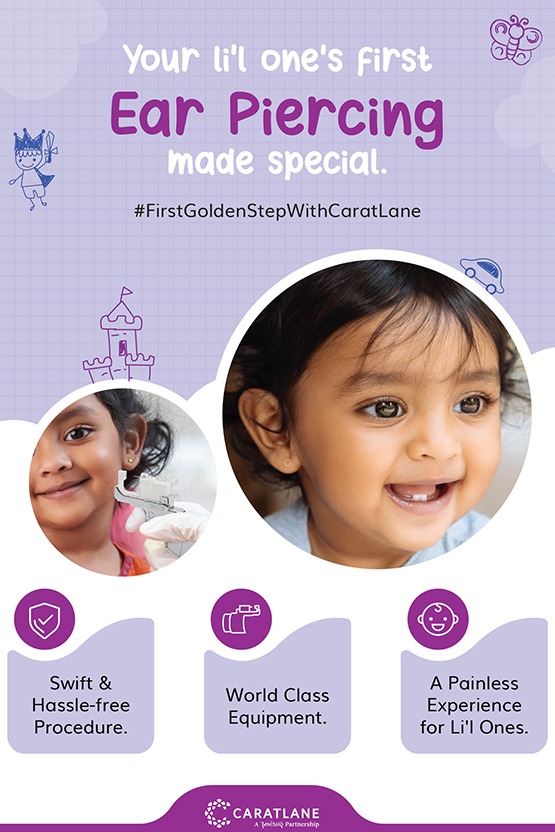 Your li'l one's first
Ear Piercing
made special.
#FirstGoldenStepWithCaratLane
Swift &
Hassle-free
Procedure.
World Class
Equipment.
A Painless
Experience
for Li'l Ones.
CARATLANE
A TANISHQ Partnership